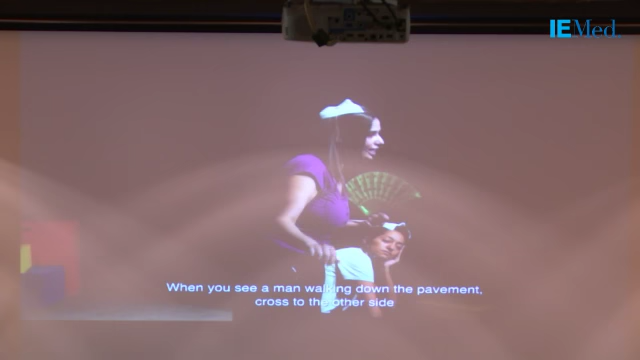 IEMed.
When you see a man walking down the pavement,
cross to the other side